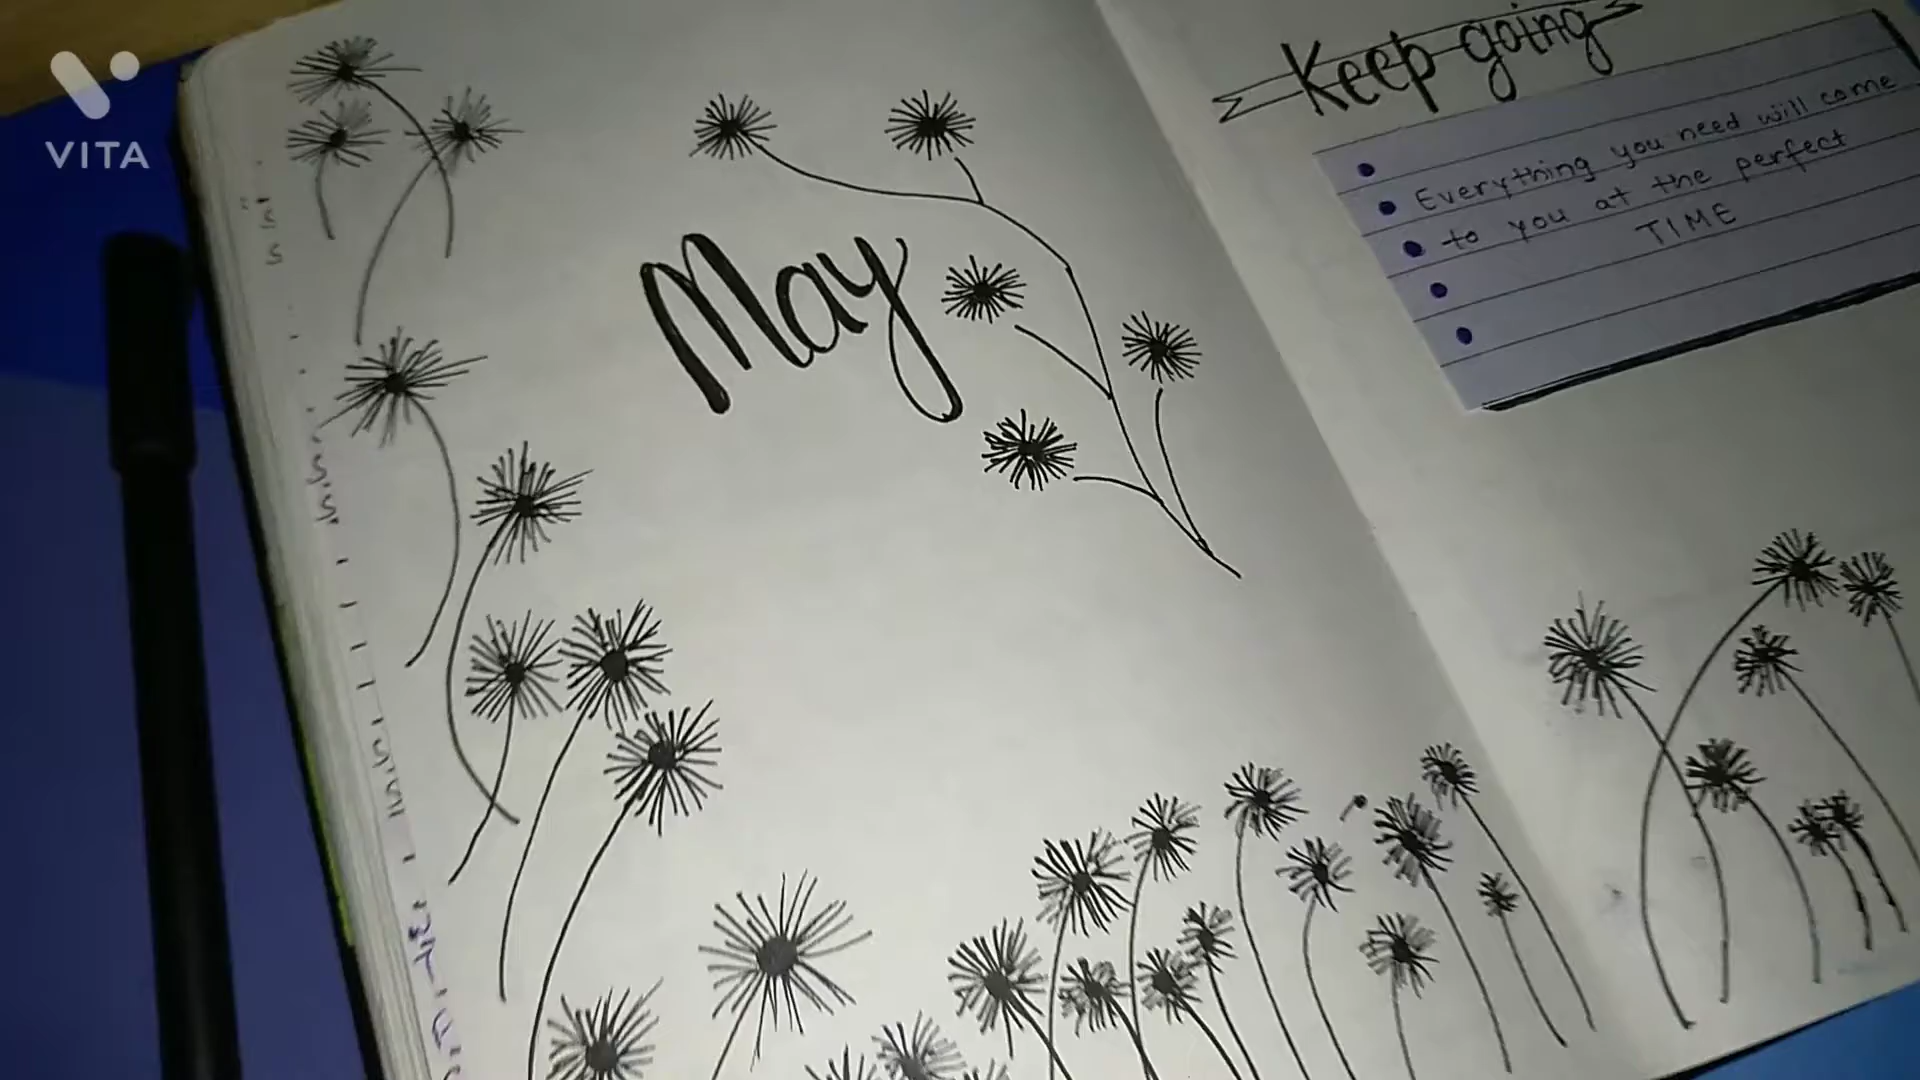 VITA
May
Keep going
Everything you need will come
to you at the perfect
TIME